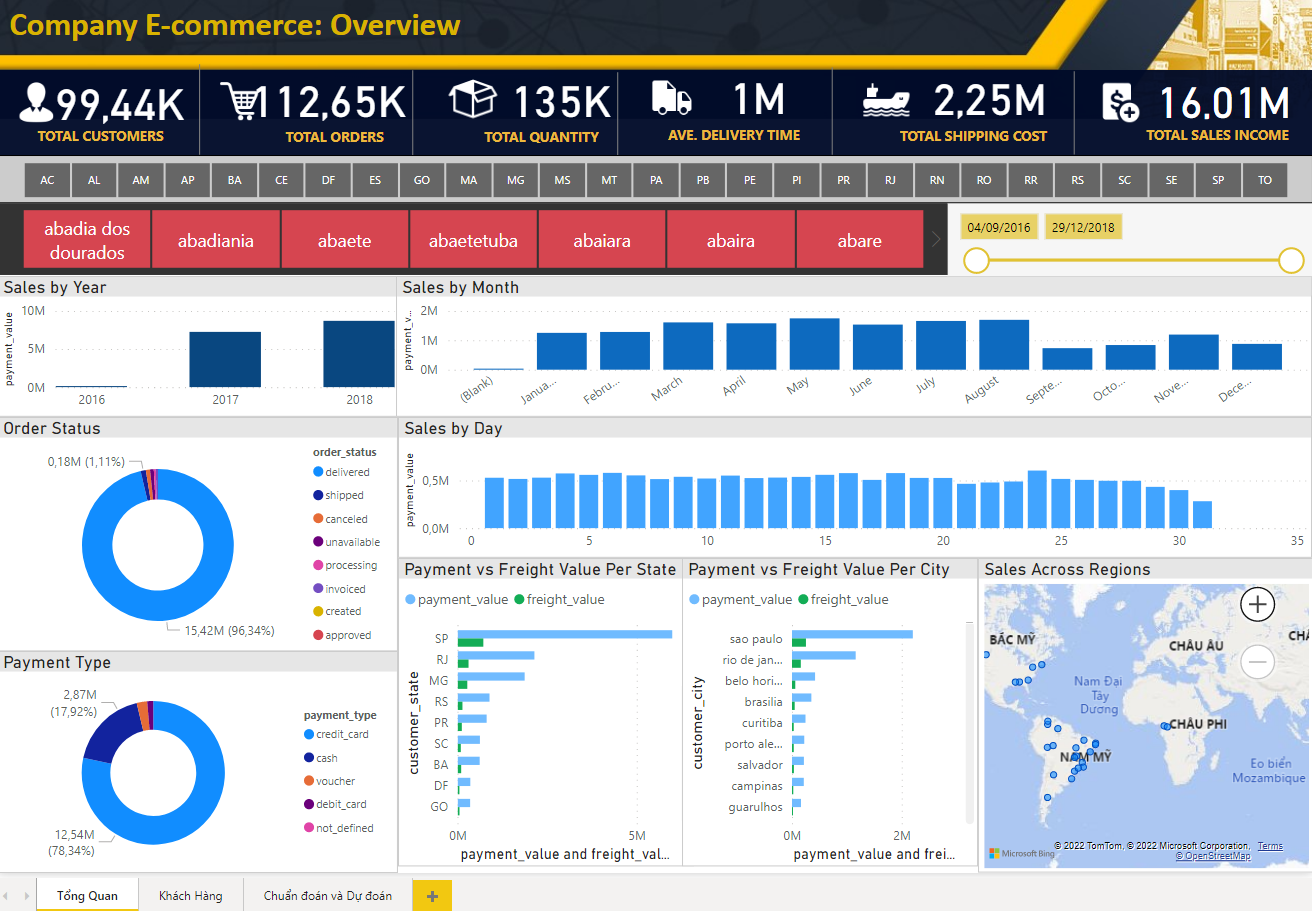 Company E-commerce: Overview
99,44K
TOTAL CUSTOMERS
112,65K
TOTAL ORDERS
135K
TOTAL QUANTITY
1M
AVE. DELIVERY TIME
2,25M
TOTAL SHIPPING COST
16,01M
TOTAL SALES INCOME
AC AL AM AP BA CE DF ES GO MA MG MS MT PA PB PE PI PR RJ RN RO RR RS SC SE SP TO
abadia dos
dourados
abadiania
abaete
abaetetuba
abaiara
abaira
abare
04/09/2016
29/12/2018
Sales by Year
payment_value
10M
5M
0M
2016 2017 2018
Sales by Month
payment_v...
2M
1M
0M
(Blank) Janua... Febru... March April May June July August Septe... Octo... Nove... Dece...
Order Status
0,18M (1,11%)
15,42M (96,34%)
order_status
delivered
shipped
canceled
unavailable
processing
invoiced
created
approved
Sales by Day
payment_value
0,5M
0,0M
0 5 10 15 20 25 30 35
Payment Type
2,87M
(17,92%)
12,54M
(78,34%)
payment_type
credit_card
cash
voucher
debit_card
not_defined
Payment vs Freight Value Per State
payment_value freight_value
customer_state
SP
RJ
MG
RS
PR
SC
BA
DF
GO
0M 5M
payment_value and freight_val...
Payment vs Freight Value Per City
payment_value freight_value
customer_city
sao paulo
rio de jan...
belo hori...
brasilia
curitiba
porto ale...
salvador
campinas
guarulhos
0M 2M
payment_value and frei...
Sales Across Regions
BẮC MỸ
CHÂU ÂU
CHÂ
Nam Đại
Tây
Dương
CHÂU PHI
NAM MỸ
Eo biển
Mozambique
Microsoft Bing
© 2022 TomTom, © 2022 Microsoft Corporation, Terms
© OpenStreetMap
Tổng Quan
Khách Hàng
Chuẩn đoán và Dự đoán